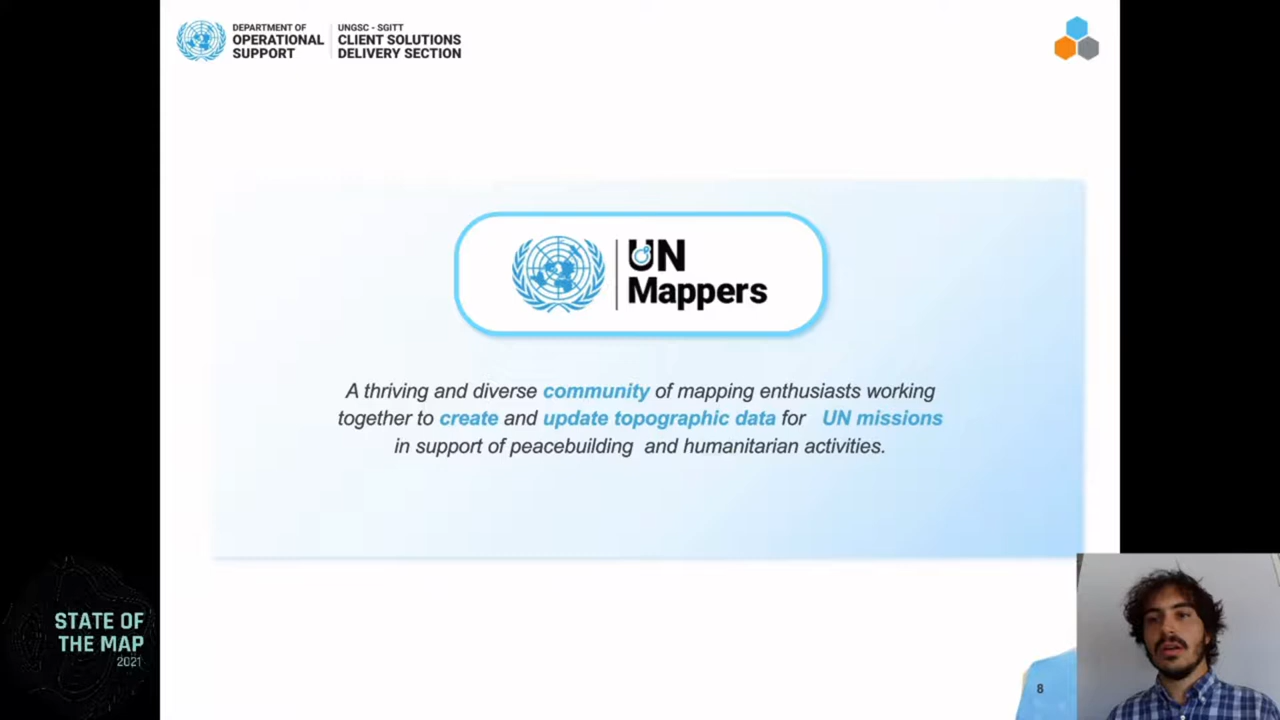 DEPARTMENT OF
OPERATIONAL
SUPPORT
UNGSC - SGITT
CLIENT SOLUTIONS
DELIVERY SECTION
UN
Mappers
A thriving and diverse community of mapping enthusiasts working
together to create and update topographic data for UN missions
in support of peacebuilding and humanitarian activities.
STATE OF
THE MAP
2021
8